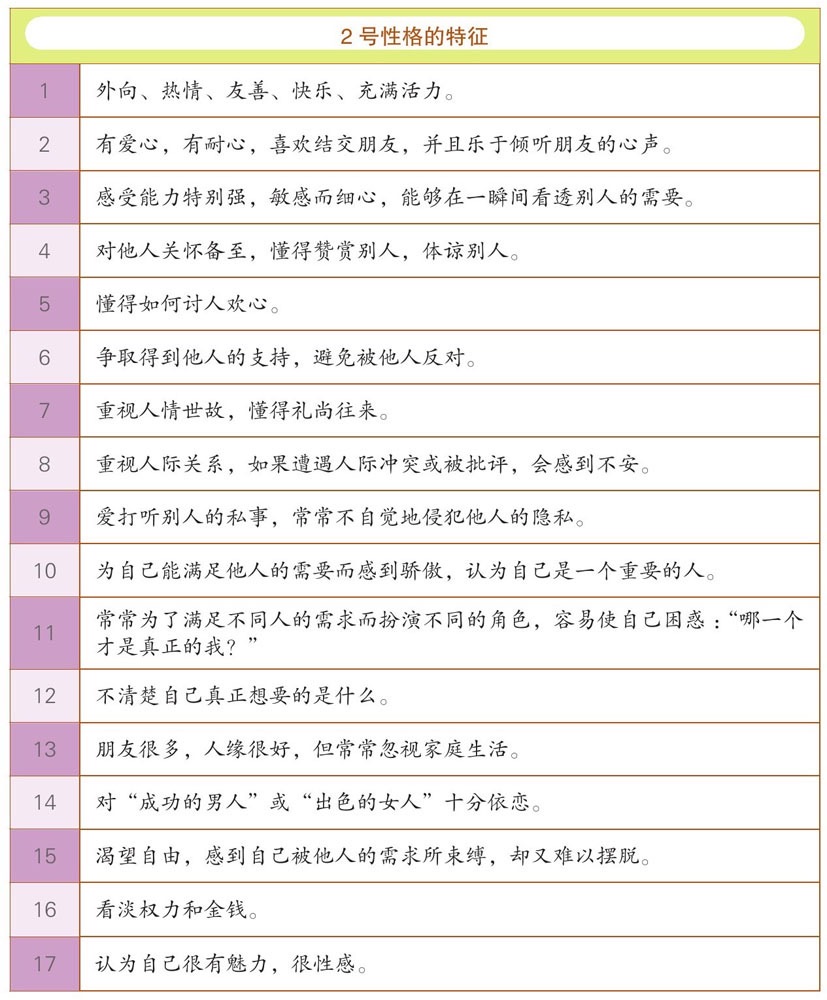 2 号性格的特征
1 外向、热情、友善、快乐、充满活力。
2 有爱心，有耐心，喜欢结交朋友，并且乐于倾听朋友的心声。
3 感受能力特别强，敏感而细心，能够在一瞬间看透别人的需要。
4 对他人关怀备至，懂得赞赏别人，体谅别人。
5 懂得如何讨人欢心。
6 争取得到他人的支持，避免被他人反对。
7 重视人情世故，懂得礼尚往来。
8 重视人际关系，如果遭遇人际冲突或被批评，会感到不安。
9 爱打听别人的私事，常常不自觉地侵犯他人的隐私。
10 为自己能满足他人的需要而感到骄傲，认为自己是一个重要的人。
11 常常为了满足不同人的需求而扮演不同的角色，容易使自己困惑：“哪一个
才是真正的我？”
12 不清楚自己真正想要的是什么。
13 朋友很多，人缘很好，但常常忽视家庭生活。
14 对“成功的男人”或“出色的女人”十分依恋。
15 渴望自由，感到自己被他人的需求所束缚，却又难以摆脱。
16 看淡权力和金钱。
17 认为自己很有魅力，很性感。